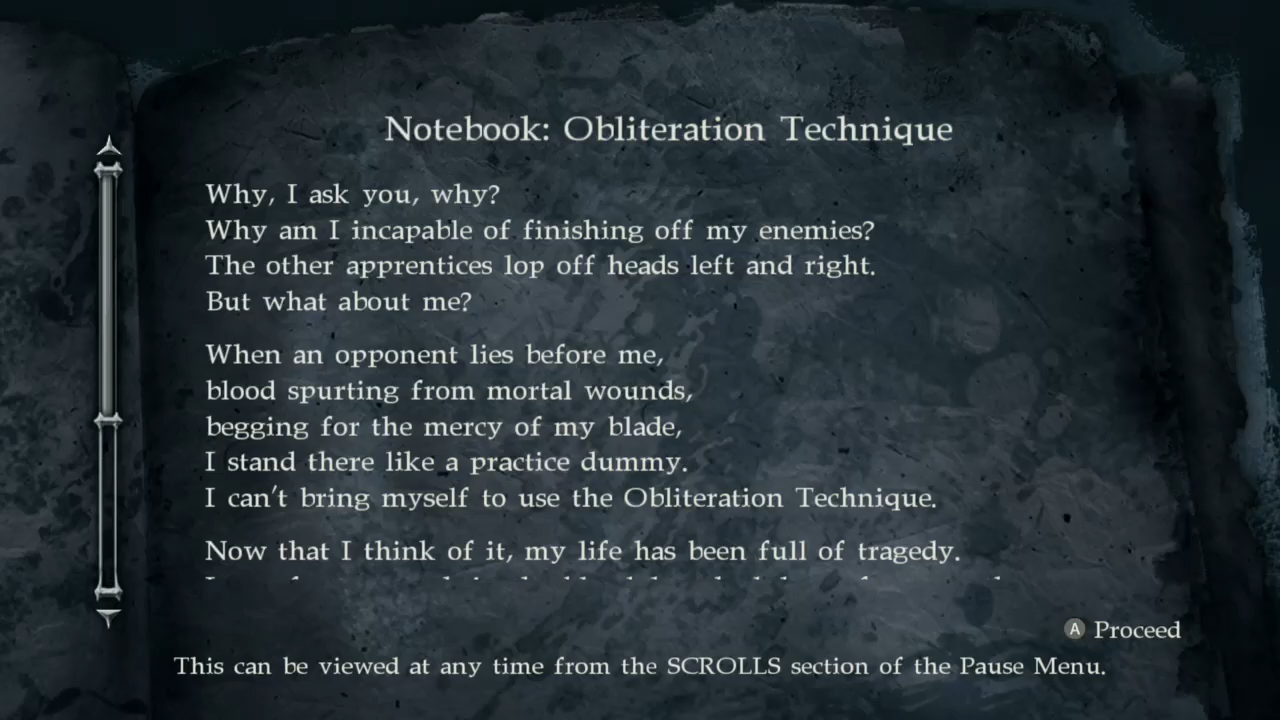 Notebook: Obliteration Technique
Why, I ask you, why?
Why am I incapable of finishing off my enemies?
The other apprentices lop off heads left and right.
But what about me?
When an opponent lies before me,
blood spurting from mortal wounds,
begging for the mercy of my blade,
I stand there like a practice dummy.
I can't bring myself to use the Obliteration Technique.
Now that I think of it, my life has been full of tragedy.
A Proceed
This can be viewed at any time from the SCROLLS section of the Pause Menu.